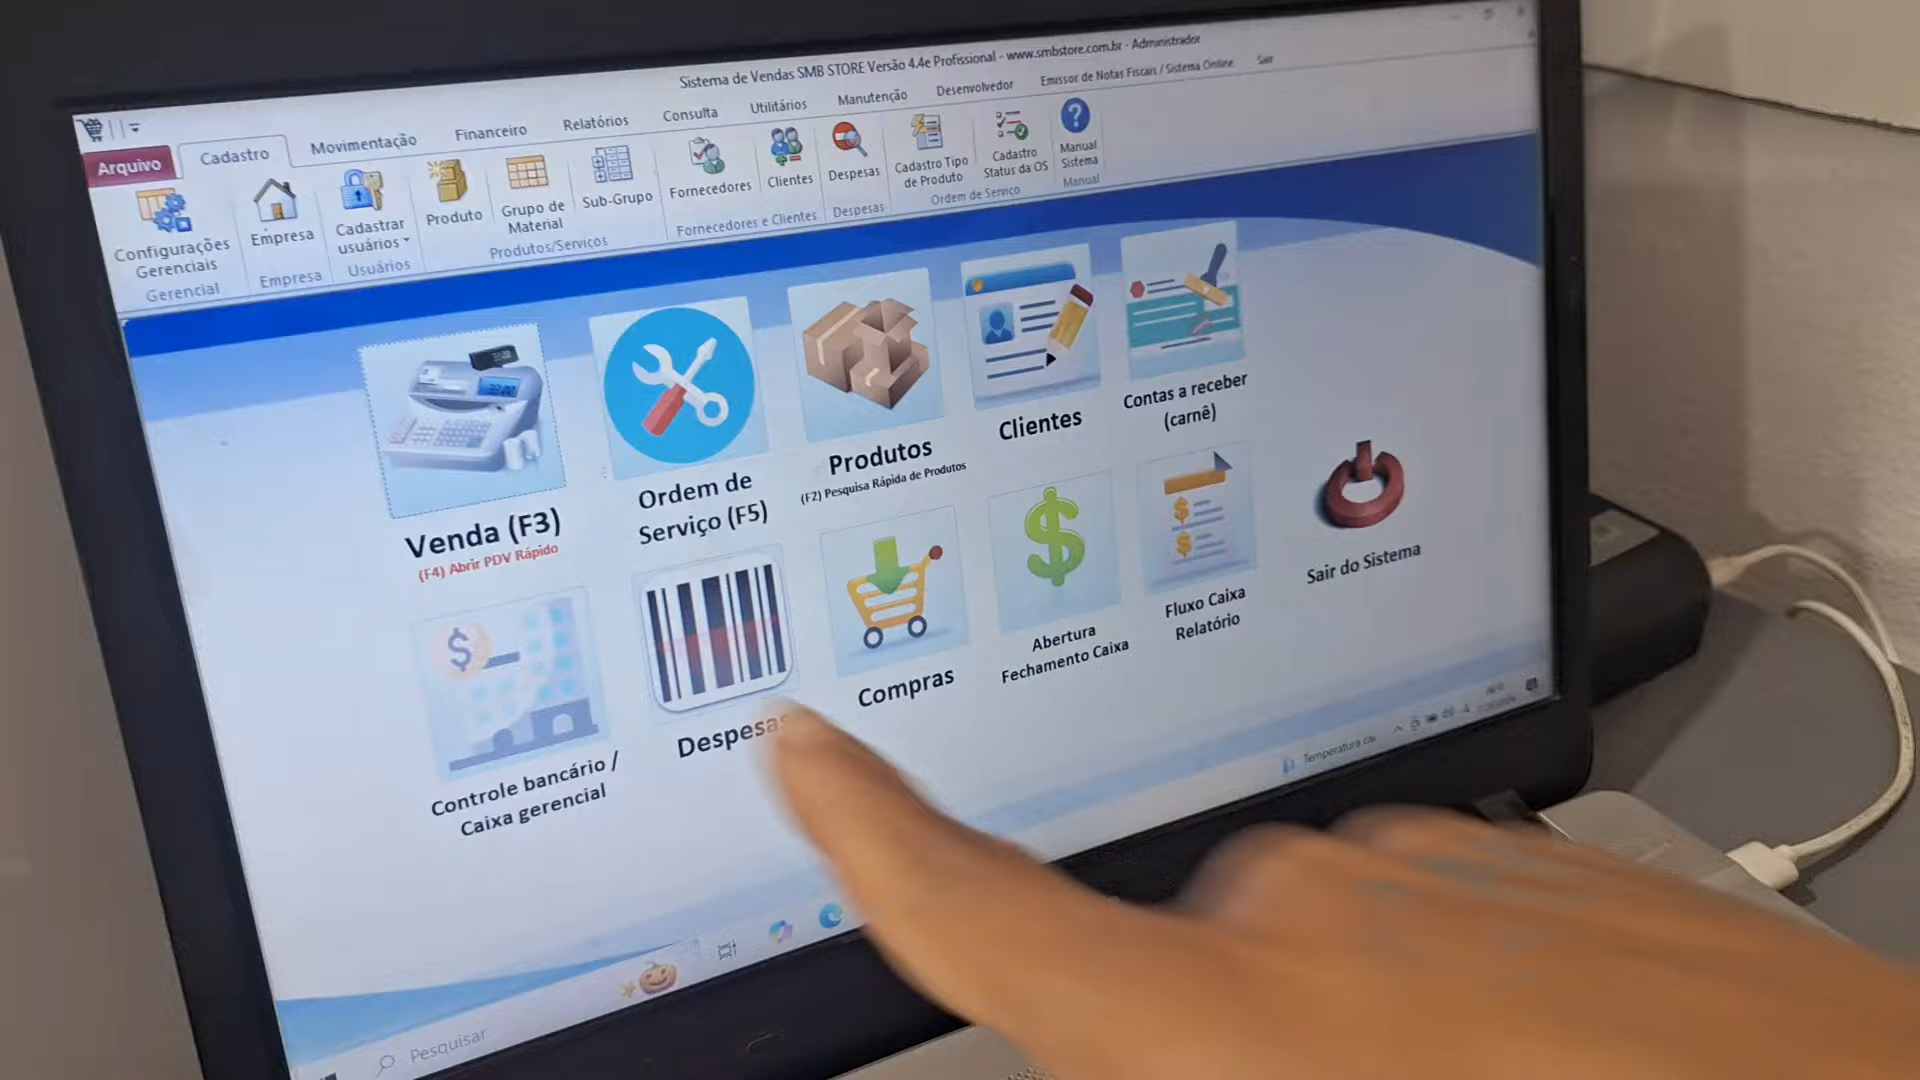 Sistema de Vendas SMB STORE Versão 4.4e Profissional - www.smbstore.com.br - Administrador
Arquivo
Cadastro
Movimentação
Financeiro
Relatórios
Consulta
Utilitários
Manutenção
Desenvolvedor
Emissor de Notas Fiscais / Sistema Online
Sair
Configurações
Gerenciais
Gerencial
Empresa
Empresa
Cadastrar
usuários
Usuários
Produto
Grupo de
Material
Sub-Grupo
Produtos/Serviços
Fornecedores
Clientes
Fornecedores e Clientes
Despesas
Despesas
Cadastro Tipo
de Produto
Cadastro
Status da OS
Ordem de Serviço
Manual
Sistema
Manual
Venda (F3)
(F4) Abrir PDV Rápido
Ordem de
Serviço (F5)
Produtos
(F2) Pesquisa Rápida de Produtos
Clientes
Contas a receber
(carnê)
Controle bancário /
Caixa gerencial
Despesas
Compras
Abertura
Fechamento Caixa
Fluxo Caixa
Relatório
Sair do Sistema
Pesquisar
Temperatura